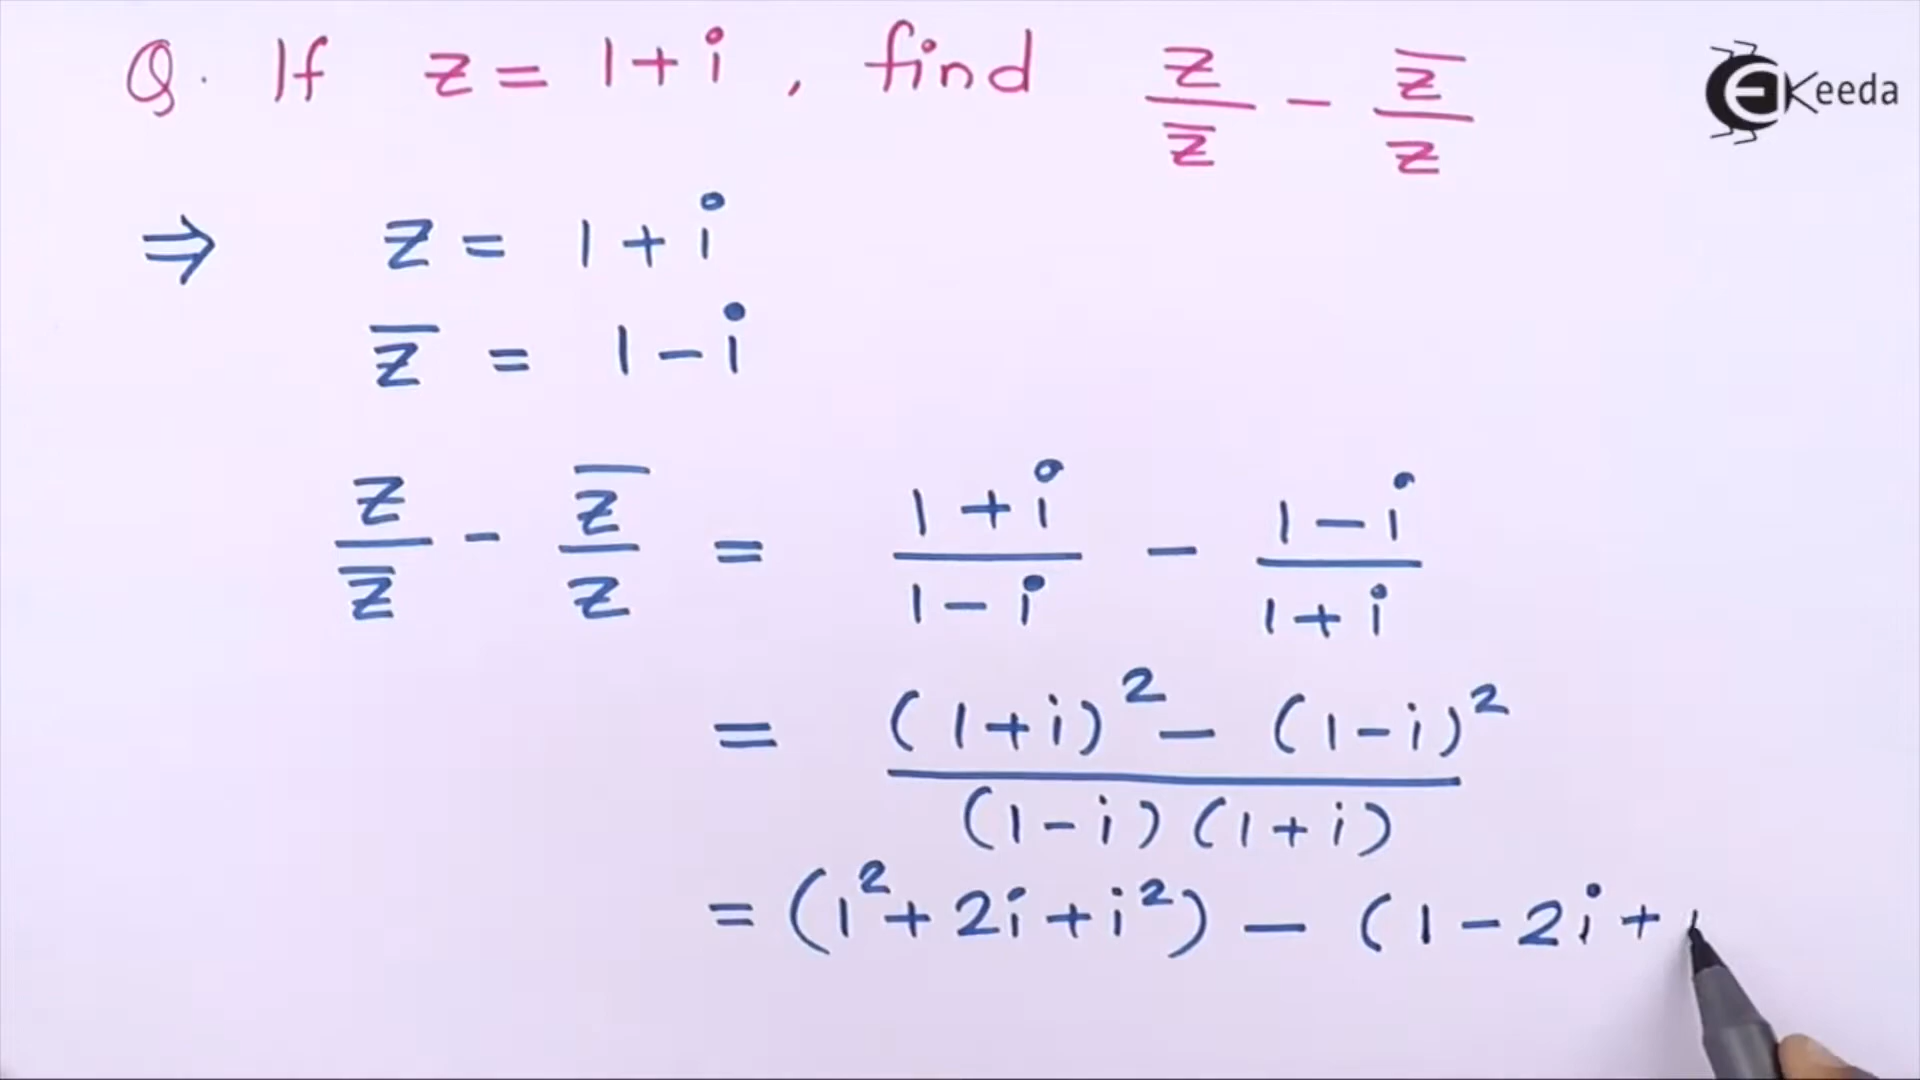 Q. If z = 1+i , find z/z̅ - z̅/z
EKeeda
⇒ z = 1+i
z̅ = 1-i
z/z̅ - z̅/z = (1+i)/(1-i) - (1-i)/(1+i)
= ((1+i)² - (1-i)²)/((1-i)(1+i))
= (1² + 2i + i²) - (1 - 2i +